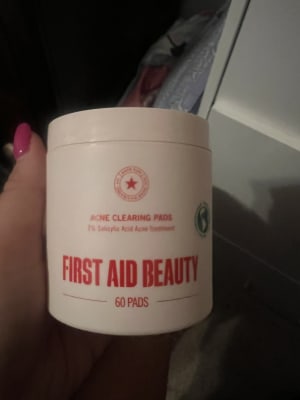 ACNE CLEARING PADS
2% Salicylic Acid Acne Treatment
FIRST AID BEAUTY
60 PADS